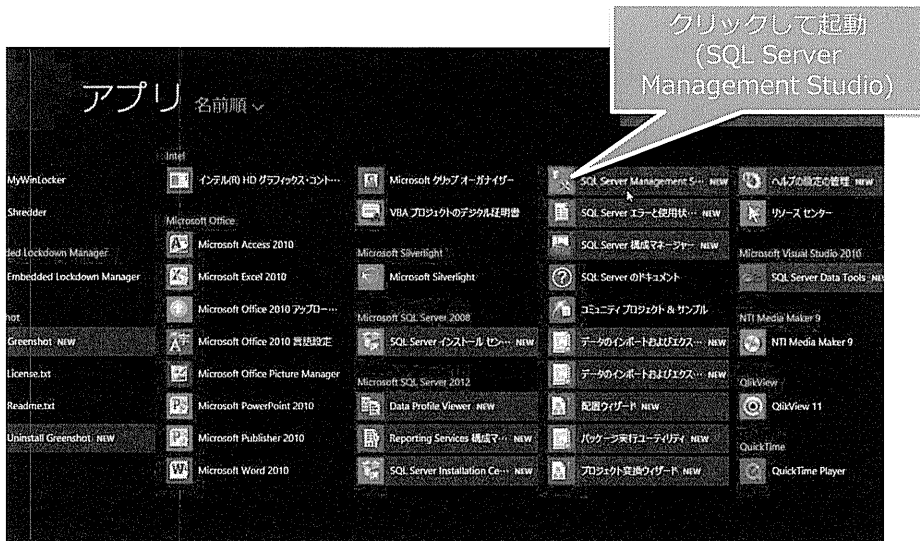 クリックして起動
(SQL Server
Management Studio)
アプリ 名前順
MyWinLocker
Shredder
ded Lockdown Manager
Embedded Lockdown Manager
hot
Greenshot NEW
License.txt
Readme.txt
Uninstall Greenshot NEW
Intel
インテル(R) HD グラフィックス・コント…
Microsoft Office
Microsoft Access 2010
Microsoft Excel 2010
Microsoft Office 2010 アップロー…
Microsoft Office 2010 言語設定
Microsoft Office Picture Manager
Microsoft PowerPoint 2010
Microsoft Publisher 2010
Microsoft Word 2010
Microsoft クリップ オーガナイザー
VBA プロジェクトのデジタル証明書
Microsoft Silverlight
Microsoft Silverlight
Microsoft SQL Server 2008
SQL Server インストール セン… NEW
Microsoft SQL Server 2012
Data Profile Viewer NEW
Reporting Services 構成マ… NEW
SQL Server Installation Ce… NEW
SQL Server Management S… NEW
SQL Server エラーと使用状… NEW
SQL Server 構成マネージャー NEW
SQL Server のドキュメント
コミュニティ プロジェクト & サンプル
データのインポートおよびエクス… NEW
データのインポートおよびエクス… NEW
配置ウィザード NEW
パッケージ実行ユーティリティ NEW
プロジェクト変換ウィザード NEW
ヘルプの設定の管理 NEW
リソース センター
Microsoft Visual Studio 2010
SQL Server Data Tools NE
NTI Media Maker 9
NTI Media Maker 9
QlikView
QlikView 11
QuickTime
QuickTime Player